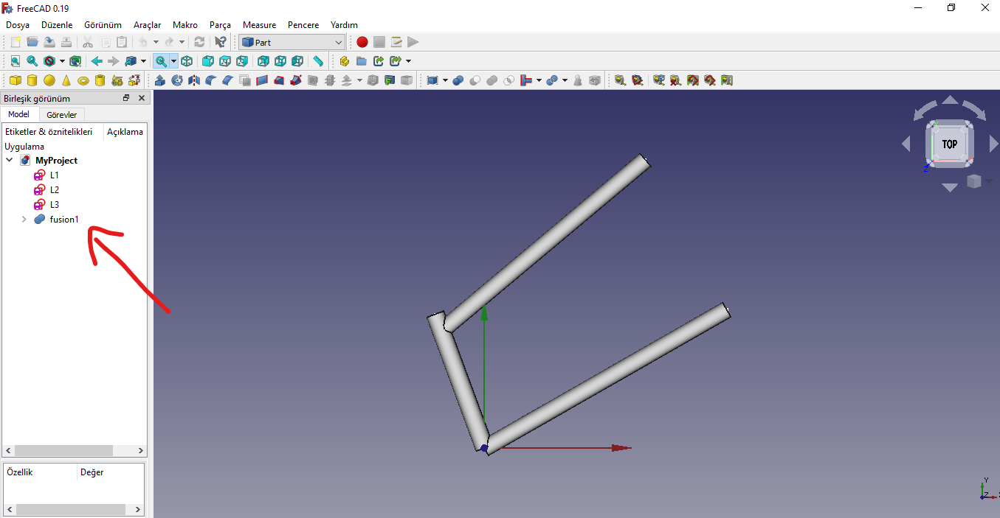 FreeCAD 0.19
Dosya Düzenle Görünüm Araçlar Makro Parça Measure Pencere Yardım
Part
Birleşik görünüm
Model Görevler
Etiketler & öznitelikleri Açıklama
Uygulama
MyProject
L1
L2
L3
fusion1
TOP
Z
Özellik Değer
Y
Z